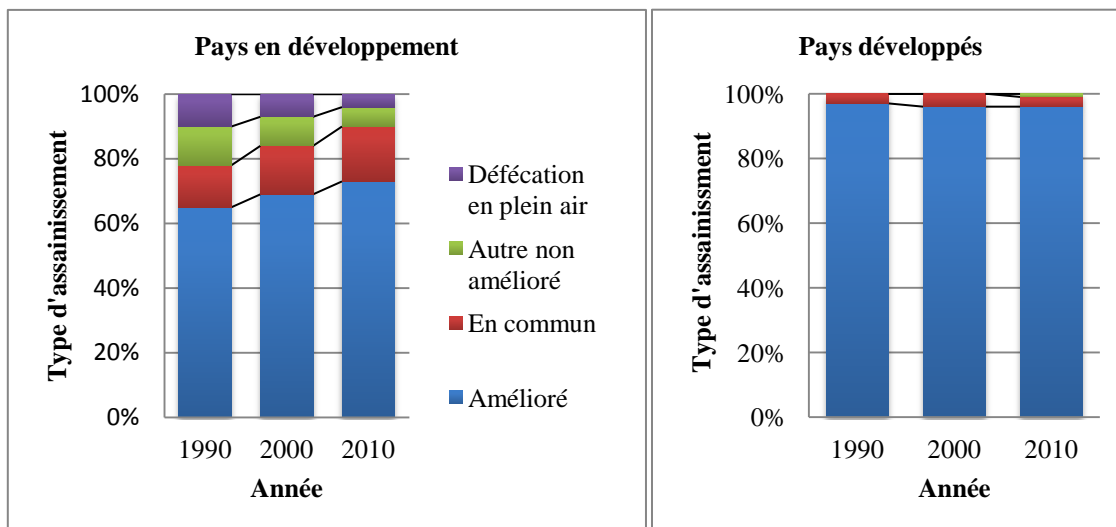 Pays en développement
Type d'assainissement
100%
80%
60%
40%
20%
0%
1990 2000 2010
Année
Défécation
en plein air
Autre non
amélioré
En commun
Amélioré
Pays développés
Type d'assainissment
100%
80%
60%
40%
20%
0%
1990 2000 2010
Année